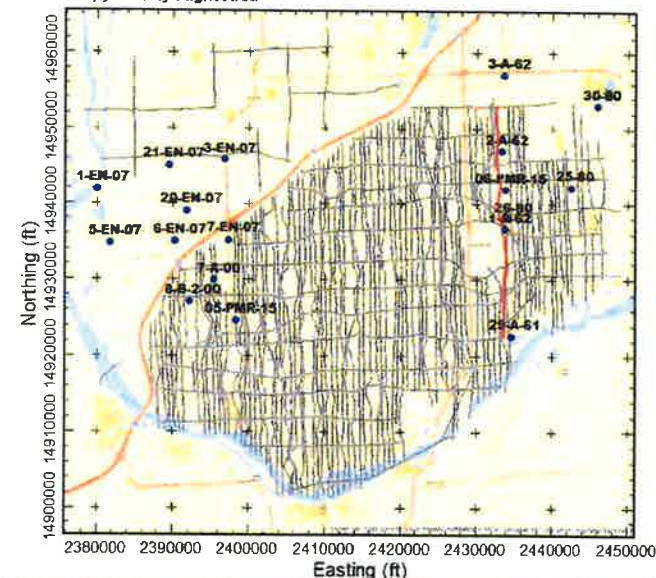 3-A-62
30-80
2-A-62
21-EN-07
3-EN-07
1-EN-07
06-PMR-15
25-80
20-EN-07
26-80
5-EN-07
6-EN-07
7-EN-07
7-A-00
8-B-2-00
05-PMR-15
29-A-61
Northing (ft)
14960000
14950000
14940000
14930000
14920000
14910000
14900000
2380000 2390000 2400000 2410000 2420000 2430000 2440000 2450000
Easting (ft)